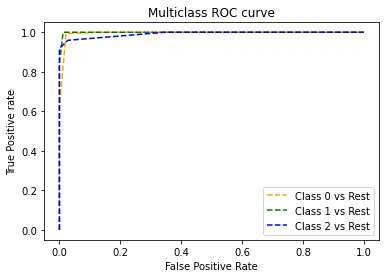 Multiclass ROC curve
True Positive rate
1.0
0.8
0.6
0.4
0.2
0.0
Class 0 vs Rest
Class 1 vs Rest
Class 2 vs Rest
0.0 0.2 0.4 0.6 0.8 1.0
False Positive Rate